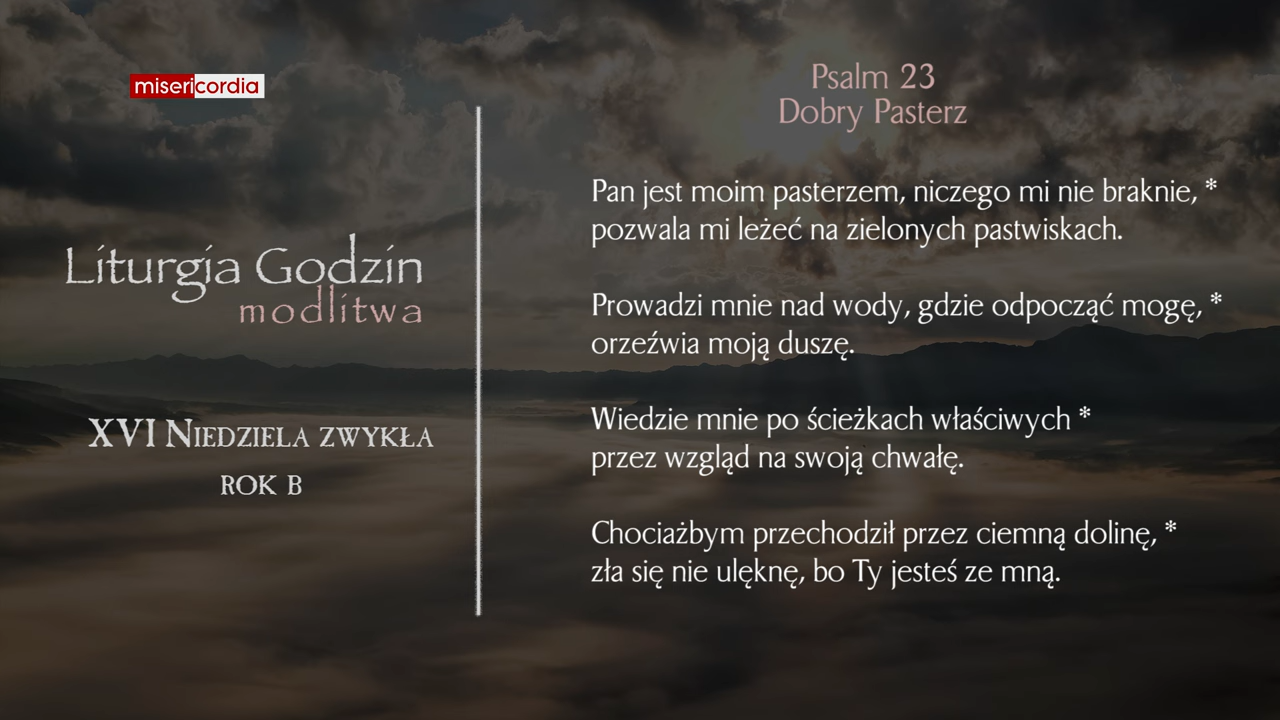 misericordia
Liturgia Godzin
modlitwa
XVI Niedziela zwykła
rok B
Psalm 23
Dobry Pasterz
Pan jest moim pasterzem, niczego mi nie braknie, *
pozwala mi leżeć na zielonych pastwiskach.
Prowadzi mnie nad wody, gdzie odpocząć mogę, *
orzeźwia moją duszę.
Wiedzie mnie po ścieżkach właściwych *
przez wzgląd na swoją chwałę.
Chociażbym przechodził przez ciemną dolinę, *
zła się nie ulęknę, bo Ty jesteś ze mną.